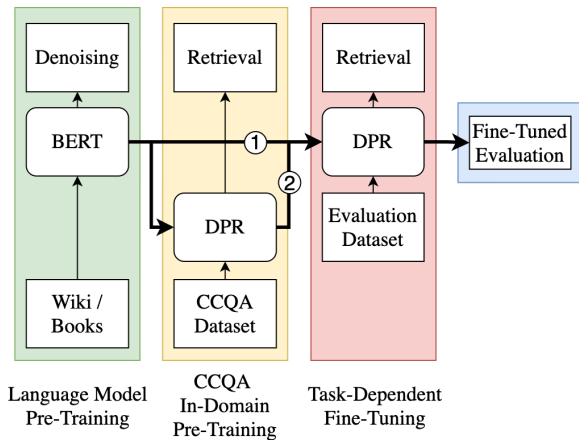 Denoising
BERT
Wiki /
Books
Language Model
Pre-Training
Retrieval
DPR
CCQA
Dataset
CCQA
In-Domain
Pre-Training
1
2
Retrieval
DPR
Evaluation
Dataset
Task-Dependent
Fine-Tuning
Fine-Tuned
Evaluation